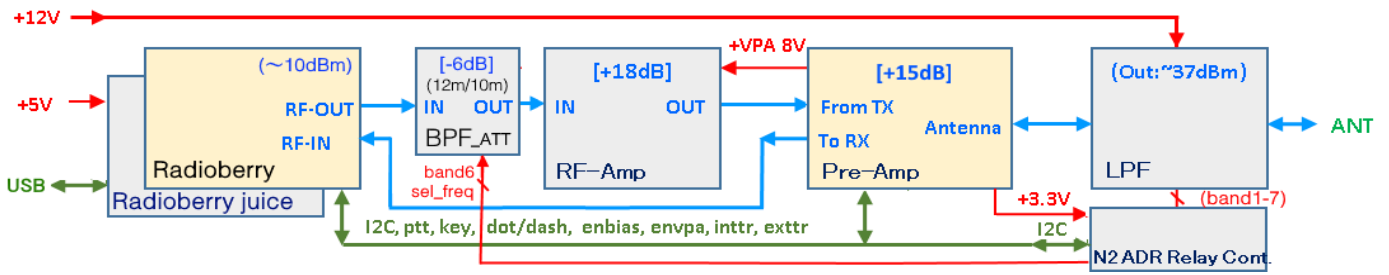 +12V
+5V
USB
(~10dBm)
RF-OUT
RF-IN
Radioberry
Radioberry juice
[-6dB]
(12m/10m)
IN OUT
BPF_ATT
band6
sel_freq
[+18dB]
IN OUT
RF-Amp
+VPA 8V
[+15dB]
From TX
To RX
Antenna
Pre-Amp
(Out:~37dBm)
LPF
ANT
+3.3V
(band1-7)
I2C, ptt, key, dot/dash, enbias, envpa, inttr, exttr
I2C
N2 ADR Relay Cont.